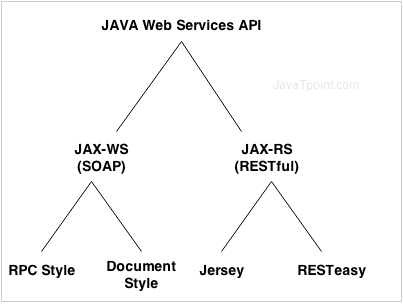 JAVA Web Services API
JavaTpoint.com
JAX-WS
(SOAP)
JAX-RS
(RESTful)
RPC Style
Document
Style
Jersey
RESTeasy